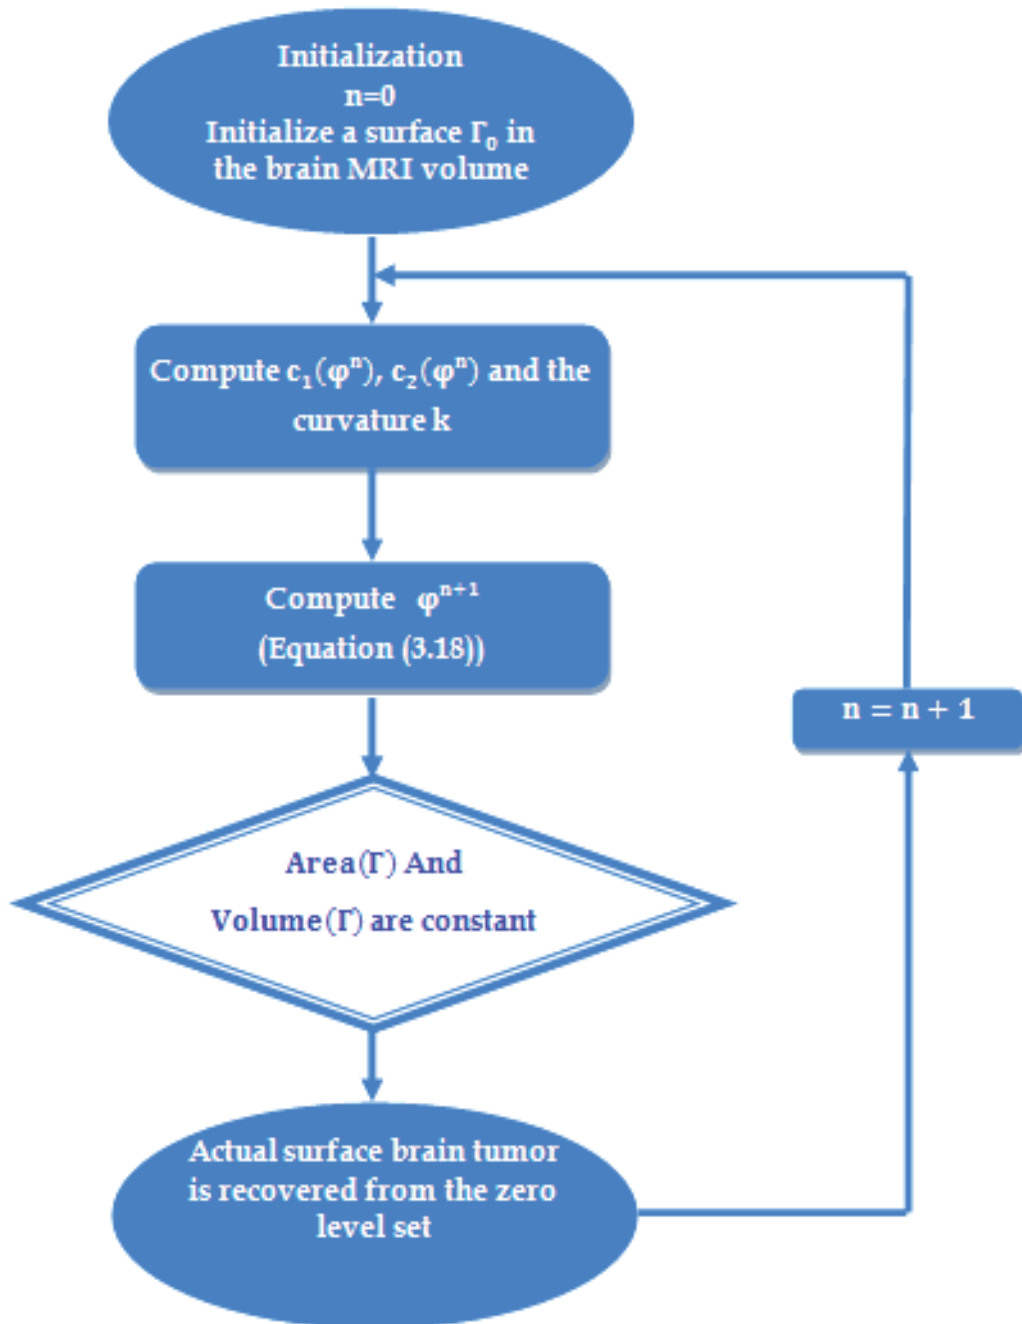 Initialization
n=0
Initialize a surface Γ₀ in
the brain MRI volume
Compute c₁(φⁿ), c₂(φⁿ) and the
curvature k
Compute φⁿ⁺¹
(Equation (3.18))
n = n + 1
Area(Γ) And
Volume(Γ) are constant
Actual surface brain tumor
is recovered from the zero
level set